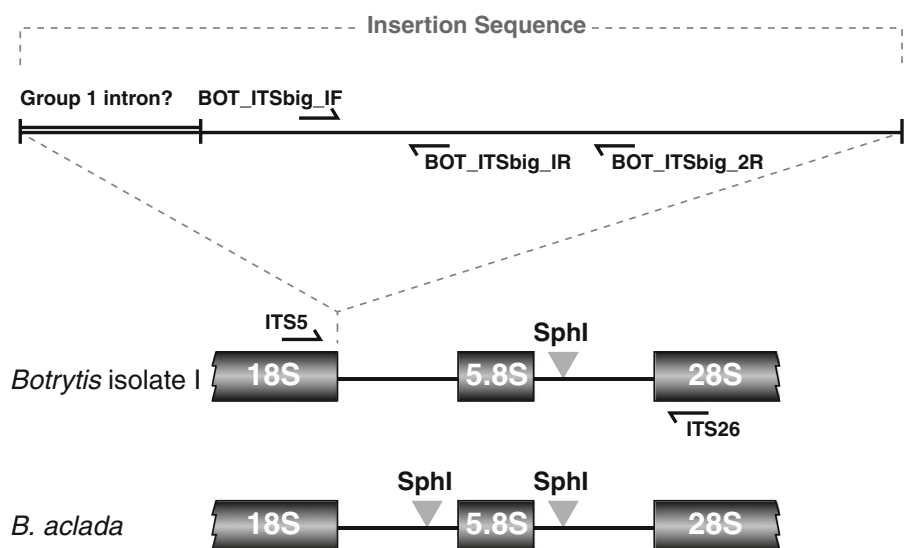 Insertion Sequence
Group 1 intron? BOT_ITSbig_IF
BOT_ITSbig_IR BOT_ITSbig_2R
ITS5
SphI
Botrytis isolate I 18S 5.8S 28S
ITS26
SphI SphI
B. aclada 18S 5.8S 28S